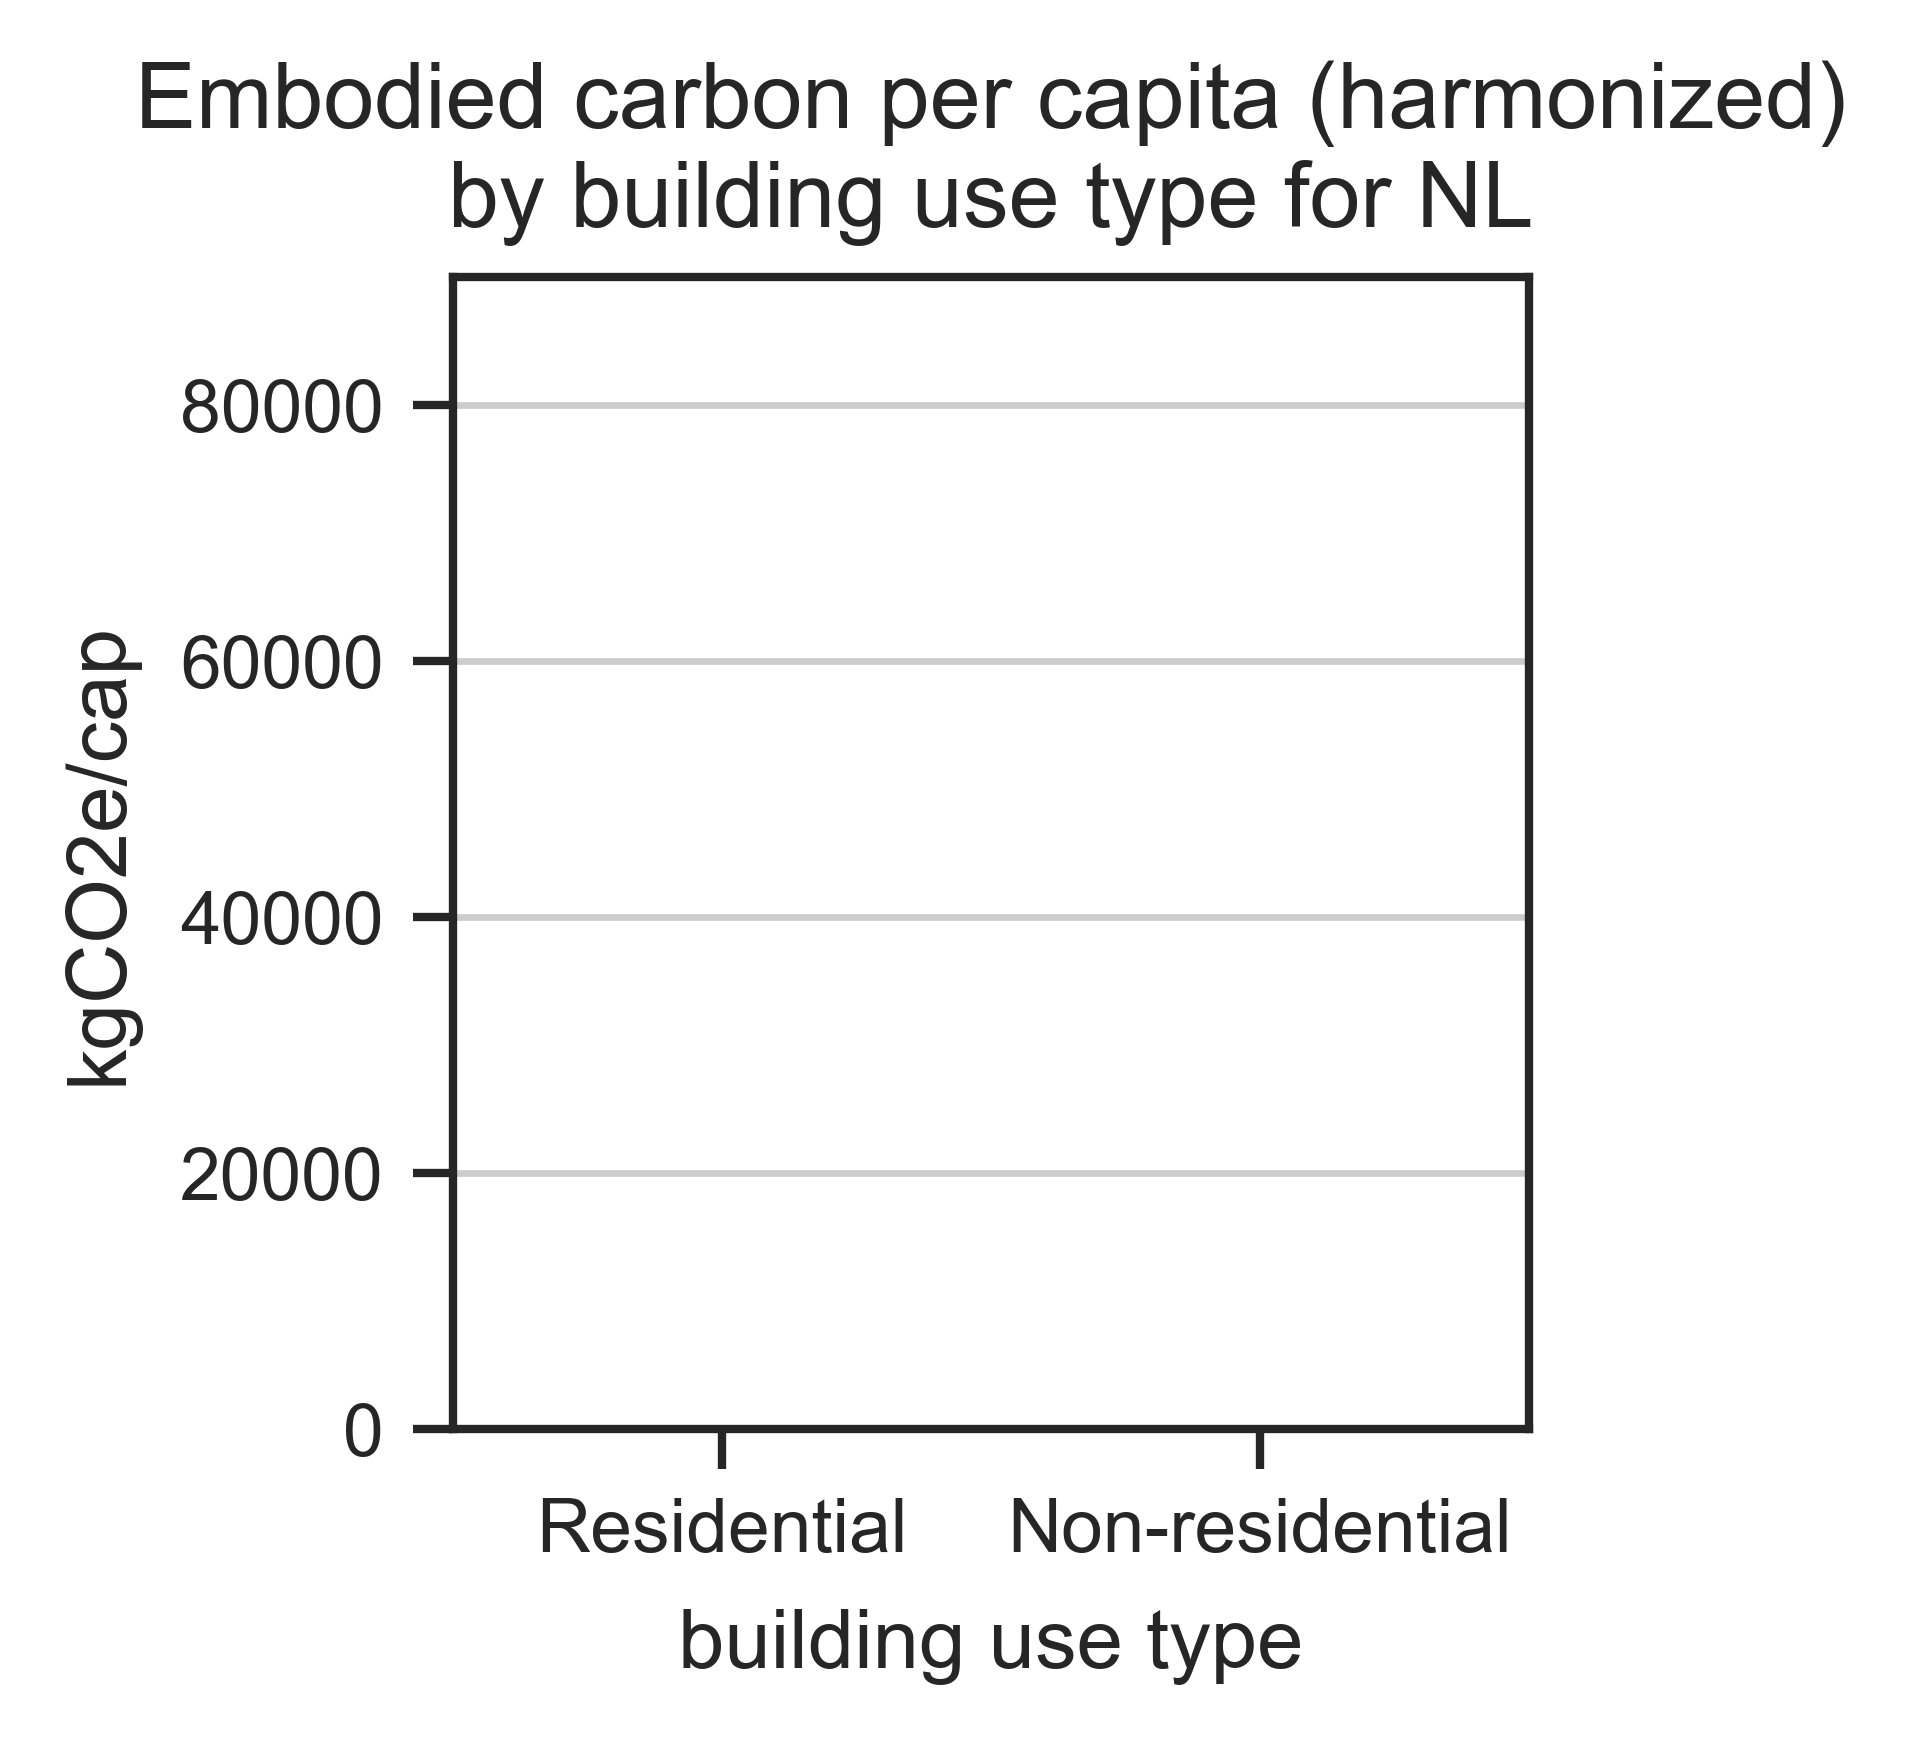 Embodied carbon per capita (harmonized)
by building use type for NL
80000
60000
40000
20000
0
kgCO2e/cap
Residential
Non-residential
building use type